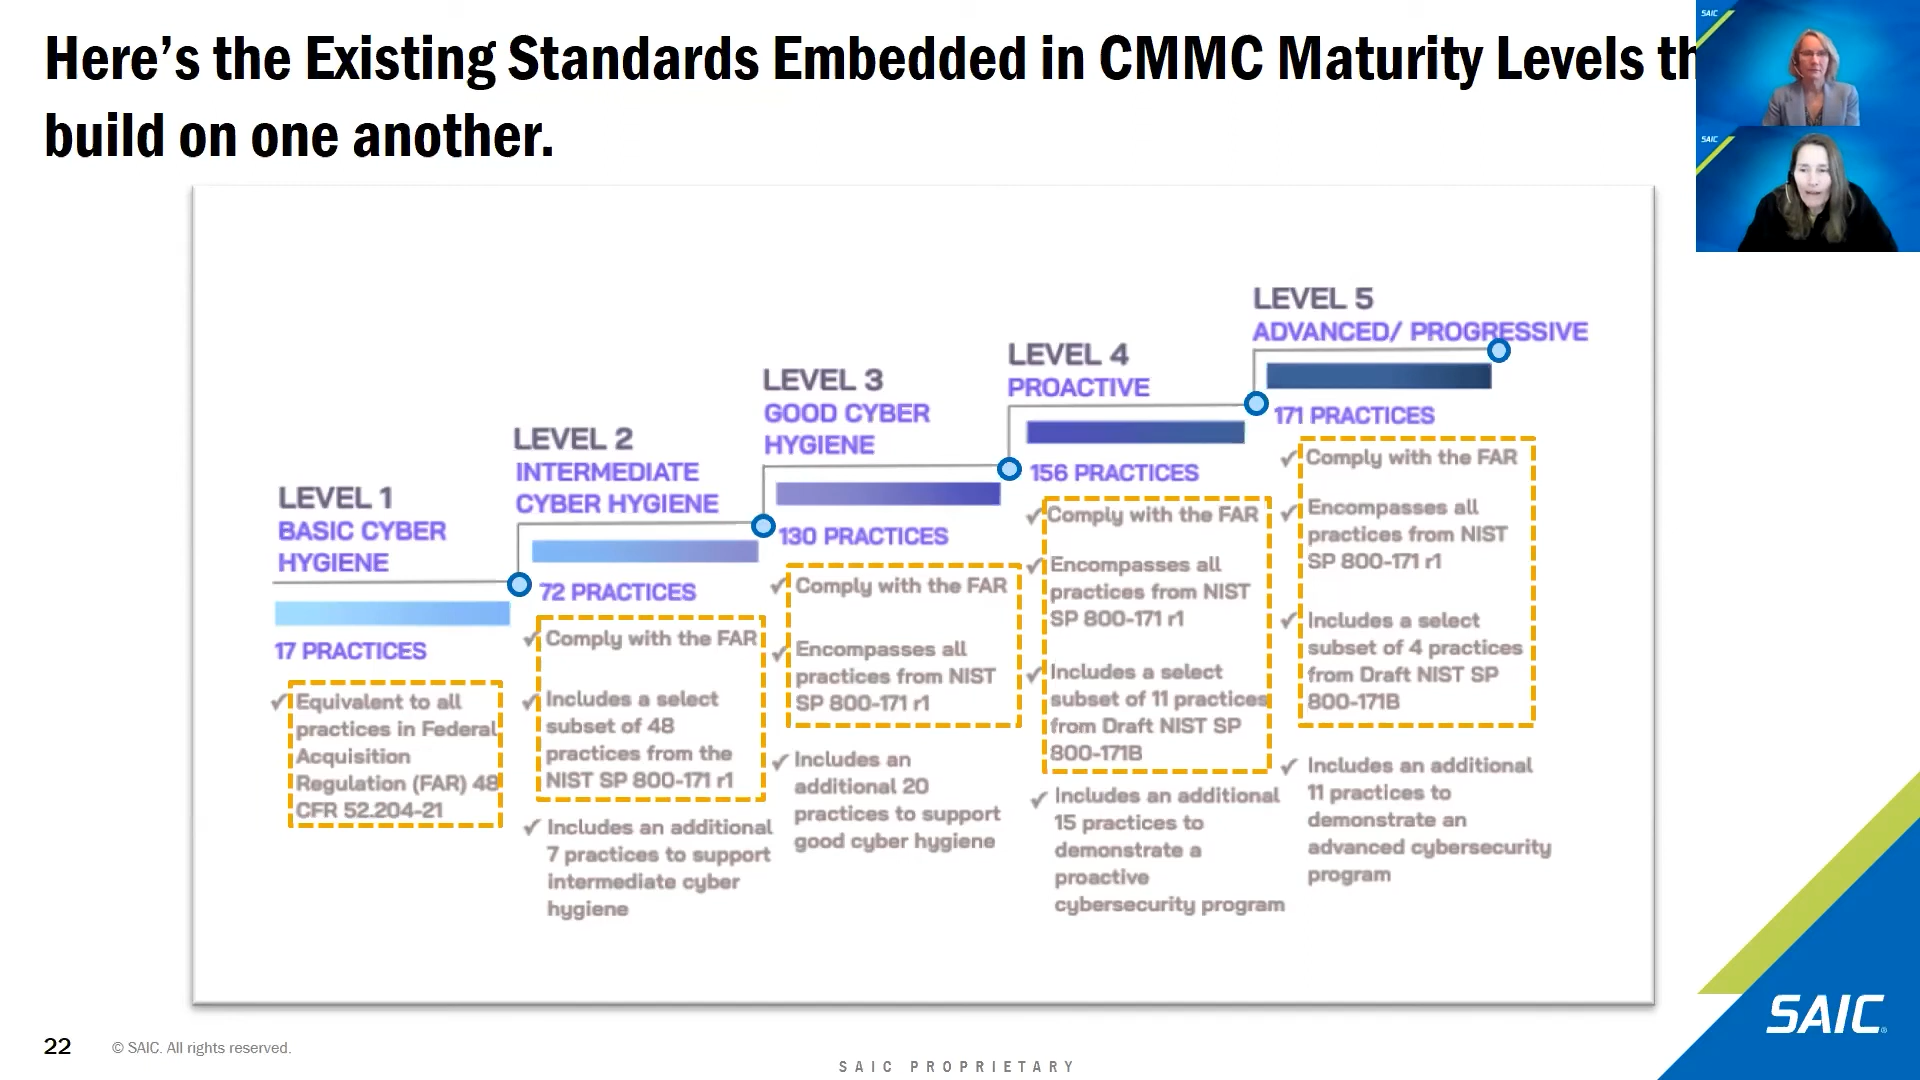 Here's the Existing Standards Embedded in CMMC Maturity Levels th
build on one another.
SAIC
SAIC
LEVEL 1
BASIC CYBER
HYGIENE
17 PRACTICES
✓ Equivalent to all
practices in Federal
Acquisition
Regulation (FAR) 48
CFR 52.204-21
LEVEL 2
INTERMEDIATE
CYBER HYGIENE
72 PRACTICES
✓ Comply with the FAR
✓ Includes a select
subset of 48
practices from the
NIST SP 800-171 r1
✓ Includes an additional
7 practices to support
intermediate cyber
hygiene
LEVEL 3
GOOD CYBER
HYGIENE
130 PRACTICES
✓ Comply with the FAR
✓ Encompasses all
practices from NIST
SP 800-171 r1
✓ Includes an
additional 20
practices to support
good cyber hygiene
LEVEL 4
PROACTIVE
156 PRACTICES
✓ Comply with the FAR
✓ Encompasses all
practices from NIST
SP 800-171 r1
✓ Includes a select
subset of 11 practices
from Draft NIST SP
800-171B
✓ Includes an additional
15 practices to
demonstrate a
proactive
cybersecurity program
LEVEL 5
ADVANCED/ PROGRESSIVE
171 PRACTICES
✓ Comply with the FAR
✓ Encompasses all
practices from NIST
SP 800-171 r1
✓ Includes a select
subset of 4 practices
from Draft NIST SP
800-171B
✓ Includes an additional
11 practices to
demonstrate an
advanced cybersecurity
program
22
© SAIC. All rights reserved.
SAIC PROPRIETARY
SAIC®